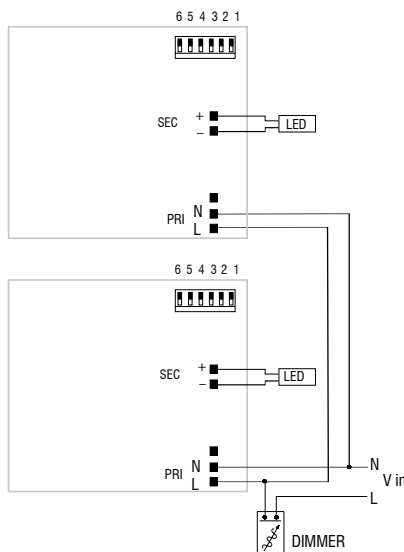 6 5 4 3 2 1
SEC + −
LED
PRI N
L
6 5 4 3 2 1
SEC + −
LED
PRI N
L
N
V in
L
DIMMER